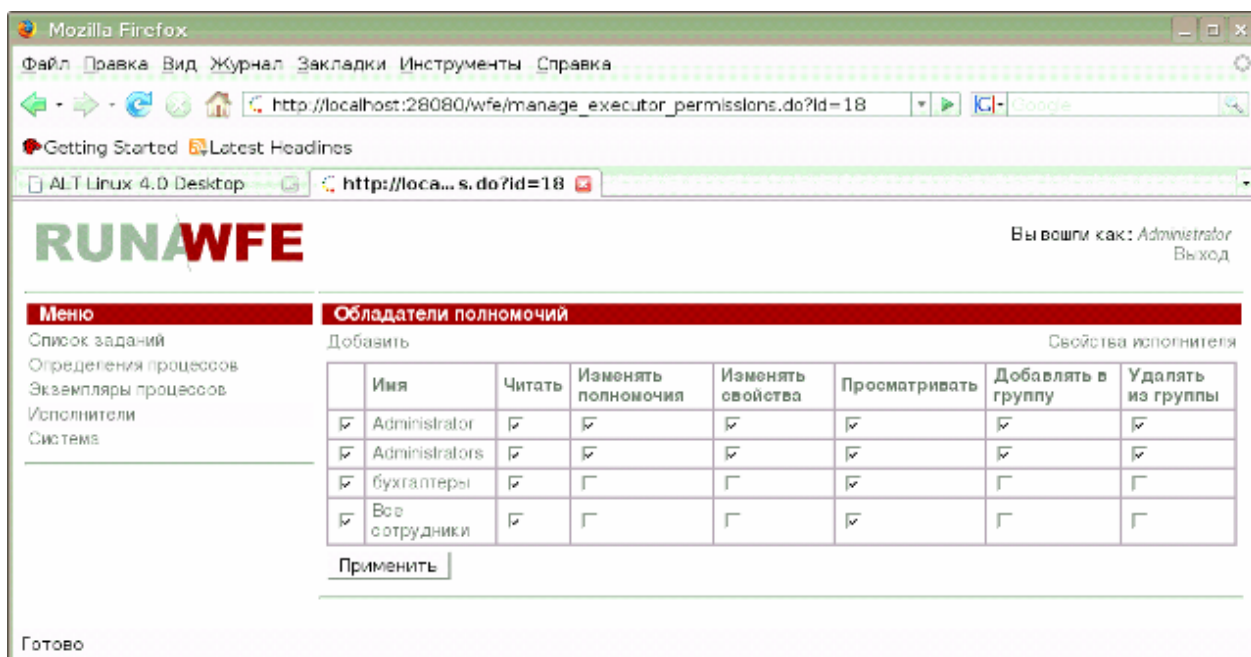 Mozilla Firefox
Файл Правка Вид Журнал Закладки Инструменты Справка
http://localhost:28080/wfe/manage_executor_permissions.do?id=18 Google
Getting Started Latest Headlines
ALT Linux 4.0 Desktop http://loca... s.do?id=18
RUNAWFE
Вы вошли как: Administrator
Выход
Меню
Список заданий
Определения процессов
Экземпляры процессов
Исполнители
Система
Обладатели полномочий
Добавить Свойства исполнителя
Имя Читать Изменять полномочия Изменять свойства Просматривать Добавлять в группу Удалять из группы
Administrator
Administrators
бухгалтеры
Все сотрудники
Применить
Готово